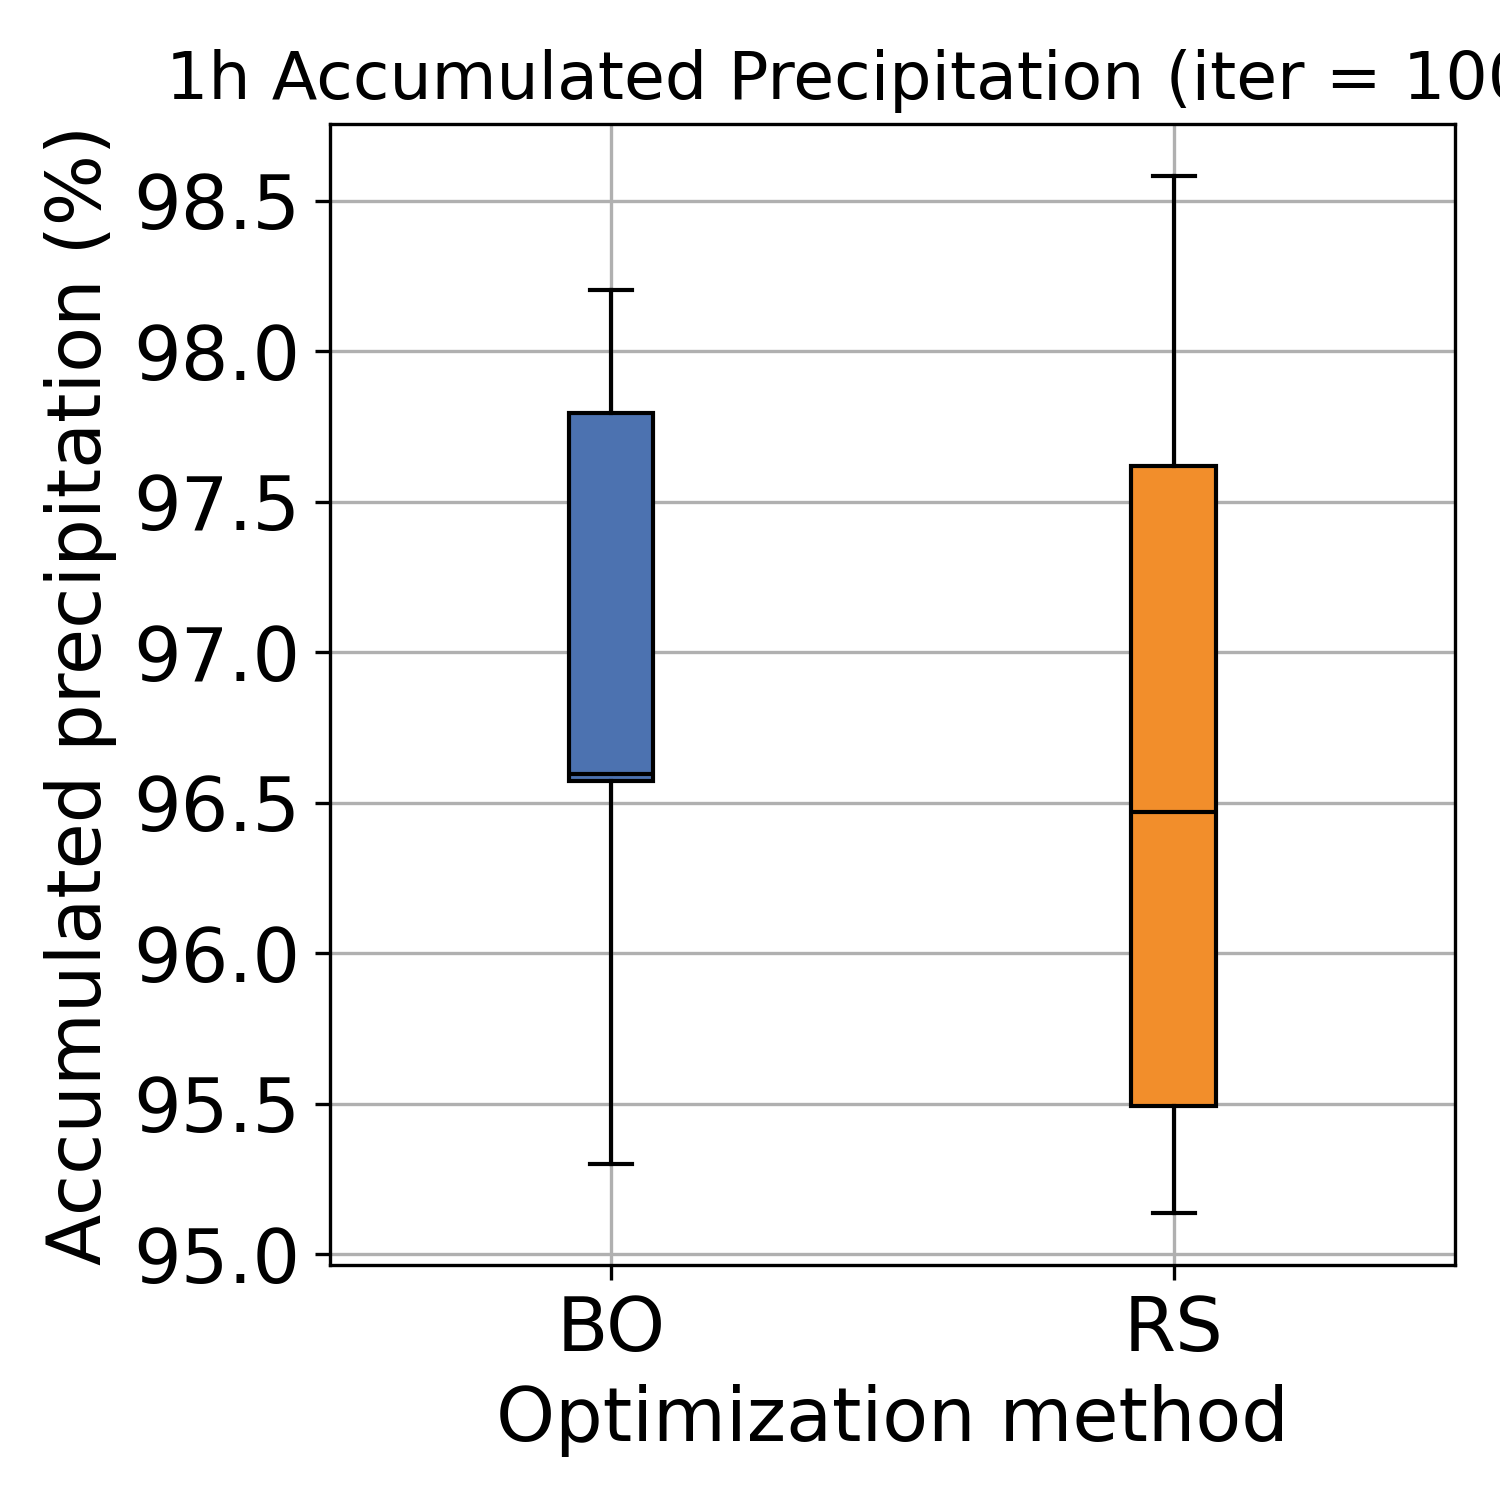 1h Accumulated Precipitation (iter = 100
Accumulated precipitation (%)
98.5
98.0
97.5
97.0
96.5
96.0
95.5
95.0
BO RS
Optimization method